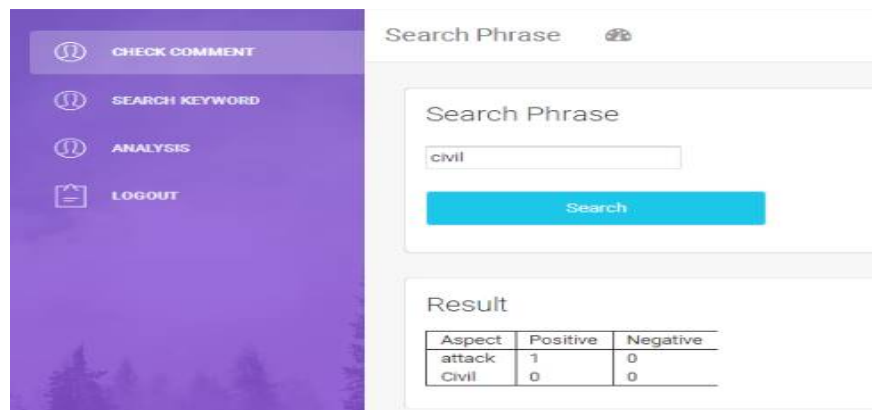 CHECK COMMENT
SEARCH KEYWORD
ANALYSIS
LOGOUT
Search Phrase
Search Phrase
civil
Search
Result
Aspect Positive Negative
attack 1 0
Civil 0 0